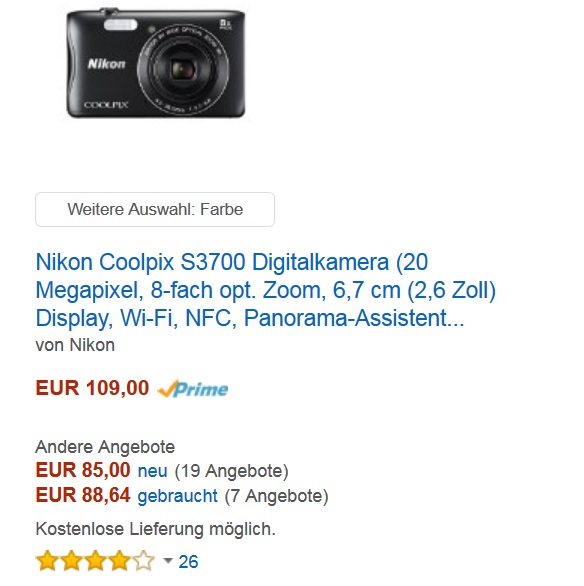 8x
Nikon
COOLPIX
Weitere Auswahl: Farbe
Nikon Coolpix S3700 Digitalkamera (20
Megapixel, 8-fach opt. Zoom, 6,7 cm (2,6 Zoll)
Display, Wi-Fi, NFC, Panorama-Assistent...
von Nikon
EUR 109,00 Prime
Andere Angebote
EUR 85,00 neu (19 Angebote)
EUR 88,64 gebraucht (7 Angebote)
Kostenlose Lieferung möglich.
26